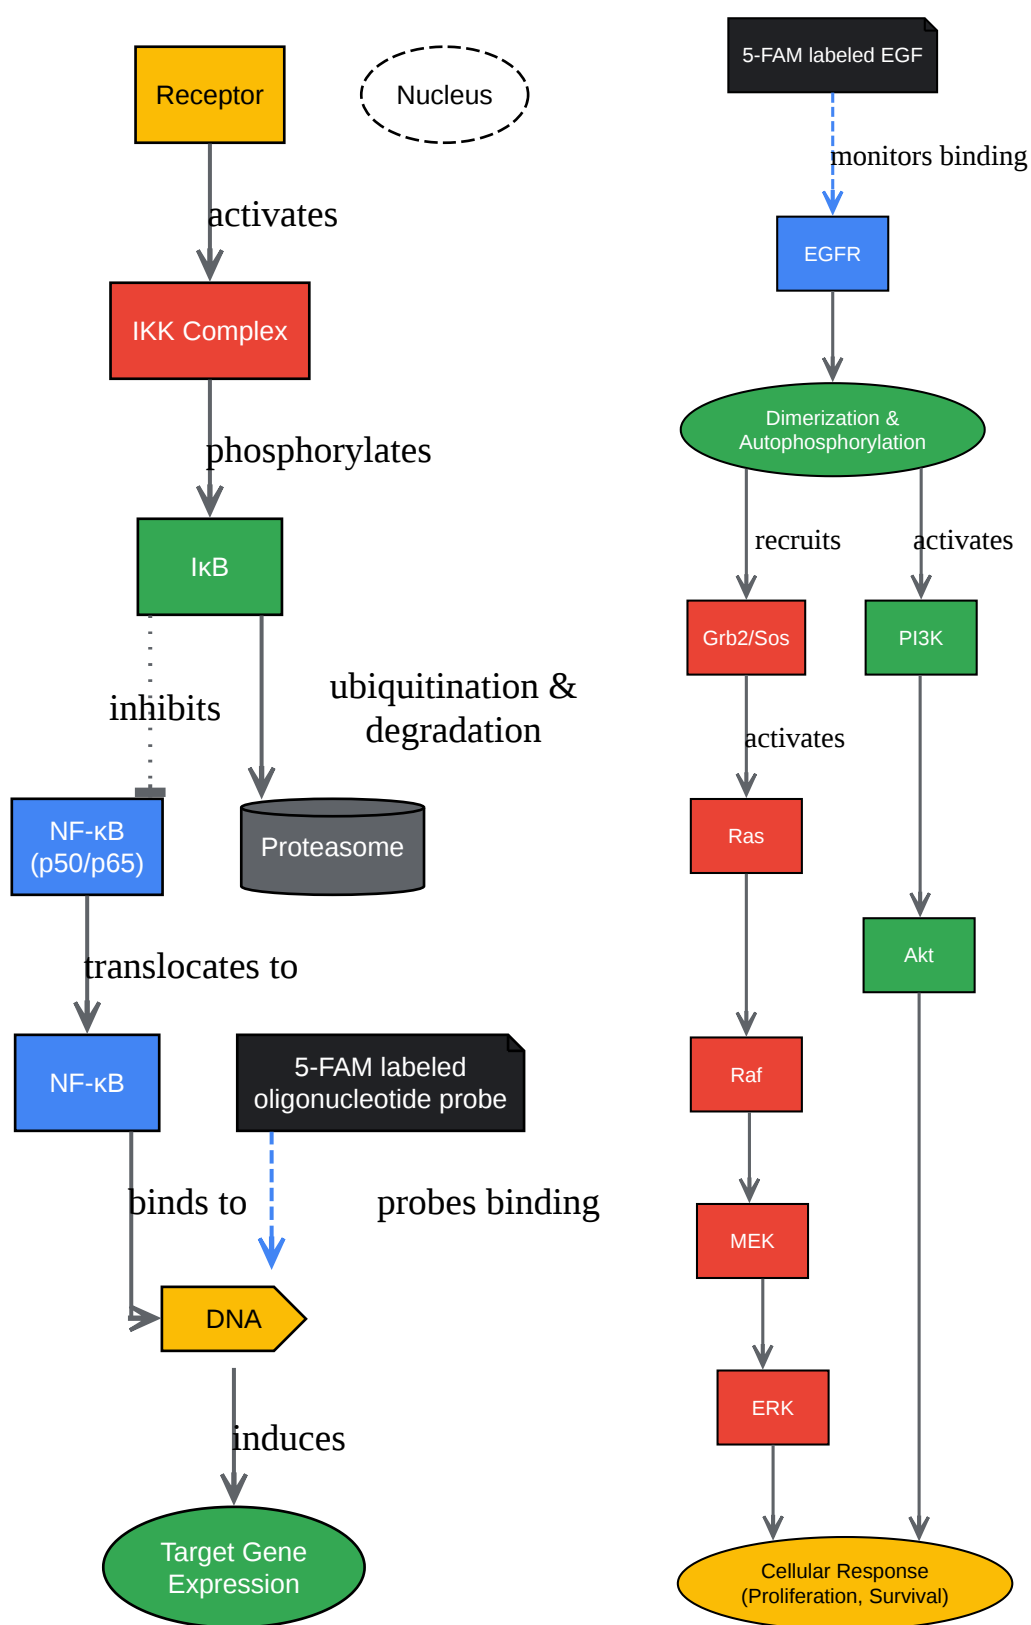 Receptor
Nucleus
activates
IKK Complex
phosphorylates
IκB
inhibits
ubiquitination &
degradation
NF-κB
(p50/p65)
Proteasome
translocates to
NF-κB
5-FAM labeled
oligonucleotide probe
binds to
probes binding
DNA
induces
Target Gene
Expression
5-FAM labeled EGF
monitors binding
EGFR
Dimerization &
Autophosphorylation
recruits
activates
Grb2/Sos
PI3K
activates
Ras
Akt
Raf
MEK
ERK
Cellular Response
(Proliferation, Survival)